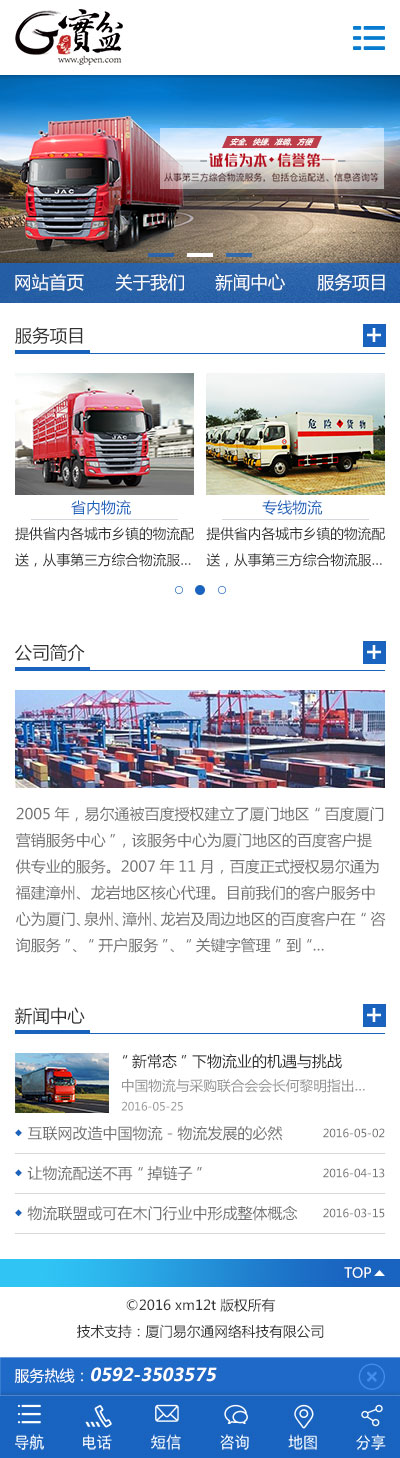 G寶盆
www.gbpen.com
安全、快捷、准确、方便
诚信为本·信誉第一
从事第三方综合物流服务、包括仓运配送、信息咨询等
JAC
网站首页 关于我们 新闻中心 服务项目
服务项目
JAC
危险货物
省内物流 专线物流
提供省内各城市乡镇的物流配 提供省内各城市乡镇的物流配
送，从事第三方综合物流服... 送，从事第三方综合物流服...
公司简介
2005 年，易尔通被百度授权建立了厦门地区 " 百度厦门
营销服务中心 "，该服务中心为厦门地区的百度客户提
供专业的服务。2007 年 11 月，百度正式授权易尔通为
福建漳州、龙岩地区核心代理。目前我们的客户服务中
心为厦门、泉州、漳州、龙岩及周边地区的百度客户在 " 咨
询服务 "、" 开户服务 "、" 关键字管理 " 到 "...
新闻中心
" 新常态 " 下物流业的机遇与挑战
中国物流与采购联合会会长何黎明指出...
2016-05-25
互联网改造中国物流 - 物流发展的必然 2016-05-02
让物流配送不再 " 掉链子 " 2016-04-13
物流联盟或可在木门行业中形成整体概念 2016-03-15
TOP
©2016 xm12t 版权所有
技术支持：厦门易尔通网络科技有限公司
服务热线：0592-3503575
导航 电话 短信 咨询 地图 分享